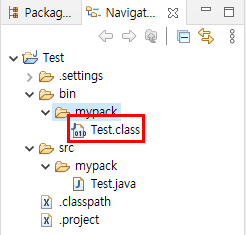 Packag...
Navigat...
Test
.settings
bin
mypack
Test.class
src
mypack
Test.java
.classpath
.project